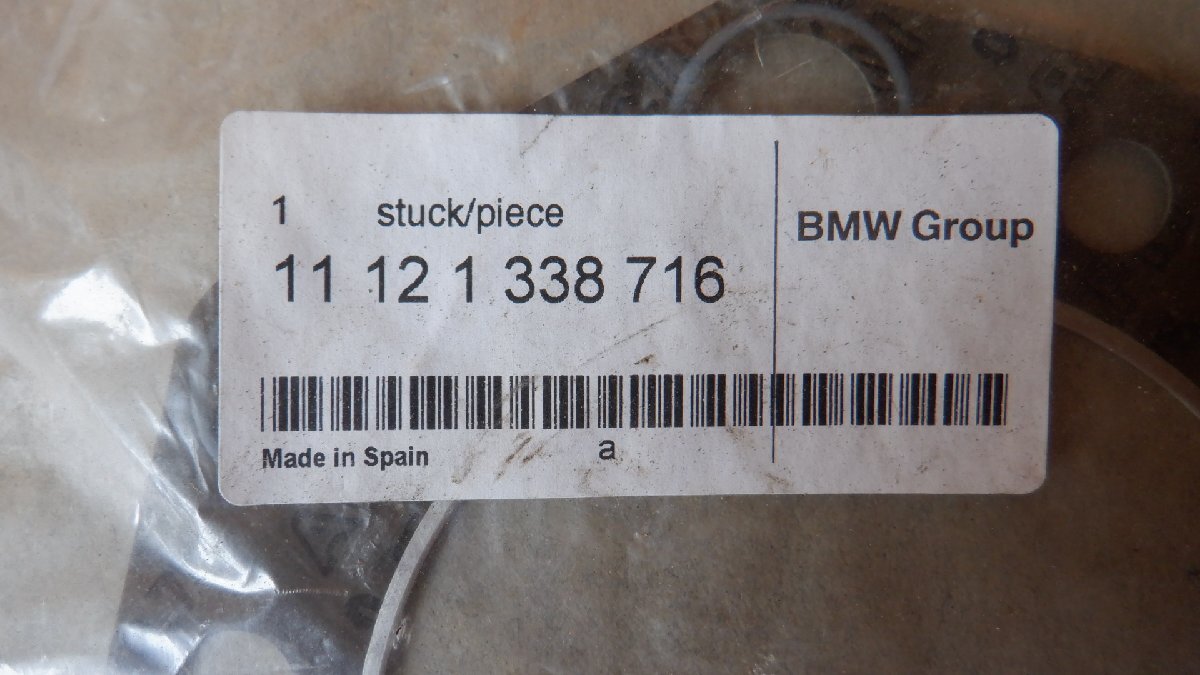 1 stuck/piece
BMW Group
11 12 1 338 716
Made in Spain
a